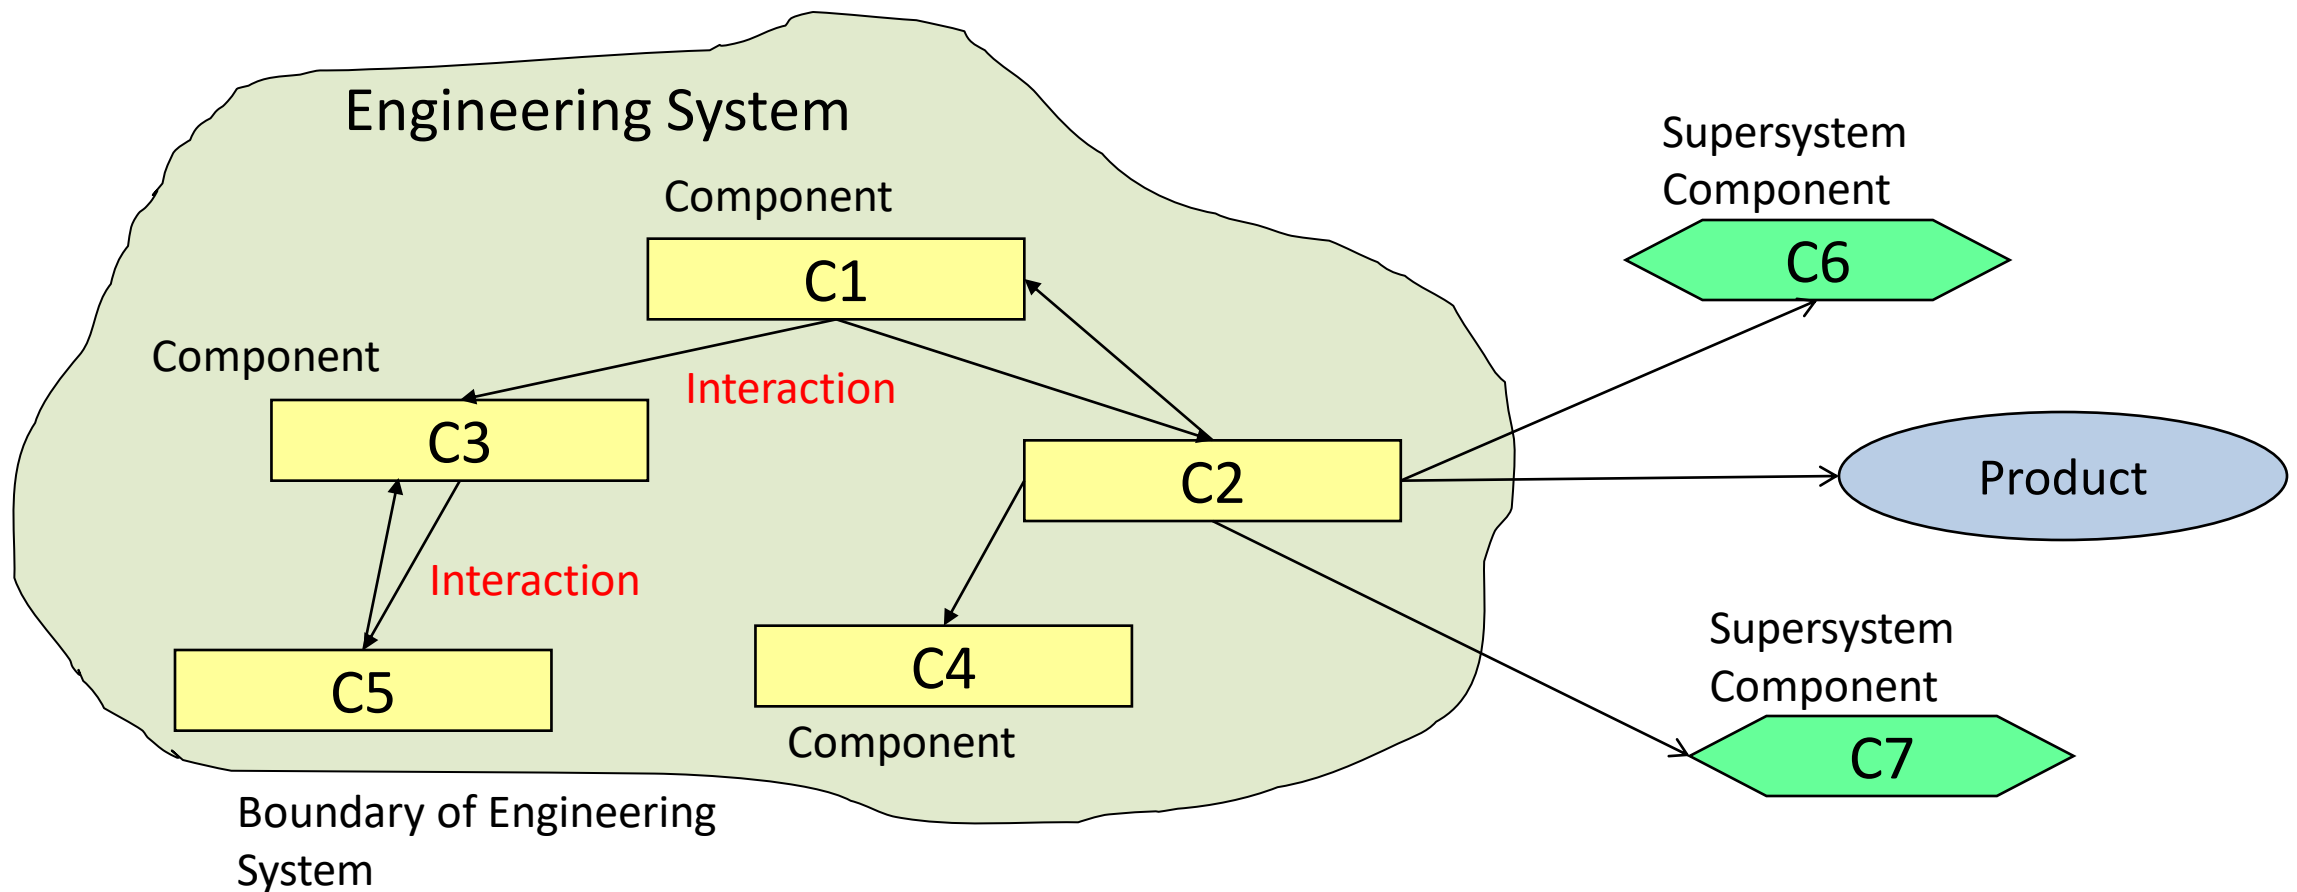 Engineering System
Supersystem
Component
Component
C6
C1
Component
Interaction
C3
C2
Product
Interaction
Supersystem
Component
C4
C5
Component
C7
Boundary of Engineering
System